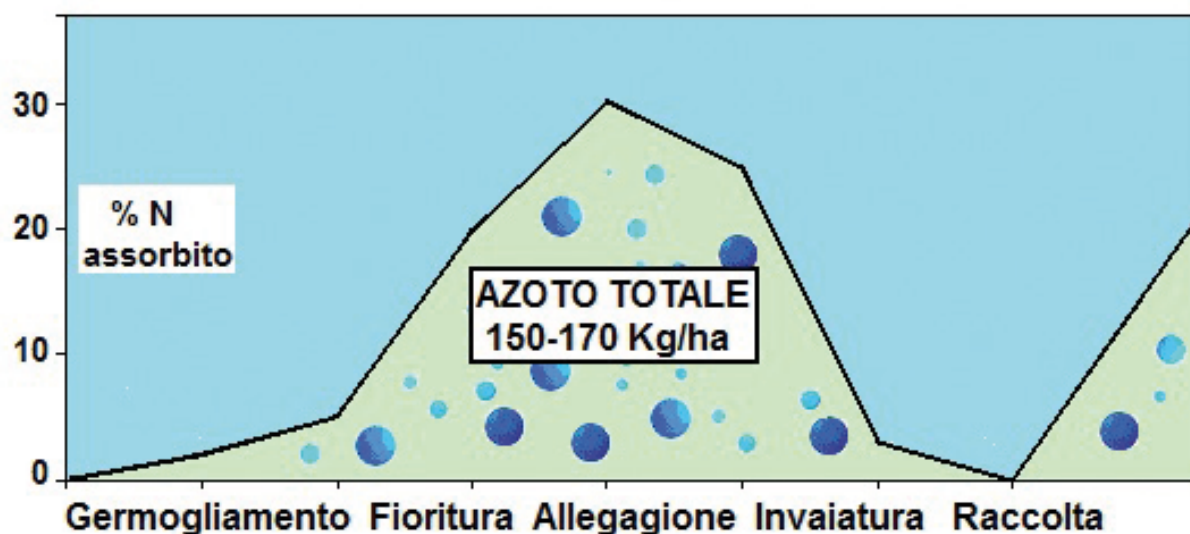 30
% N
assorbito
20
AZOTO TOTALE
150-170 Kg/ha
10
0
Germogliamento Fioritura Allegagione Invaiatura Raccolta